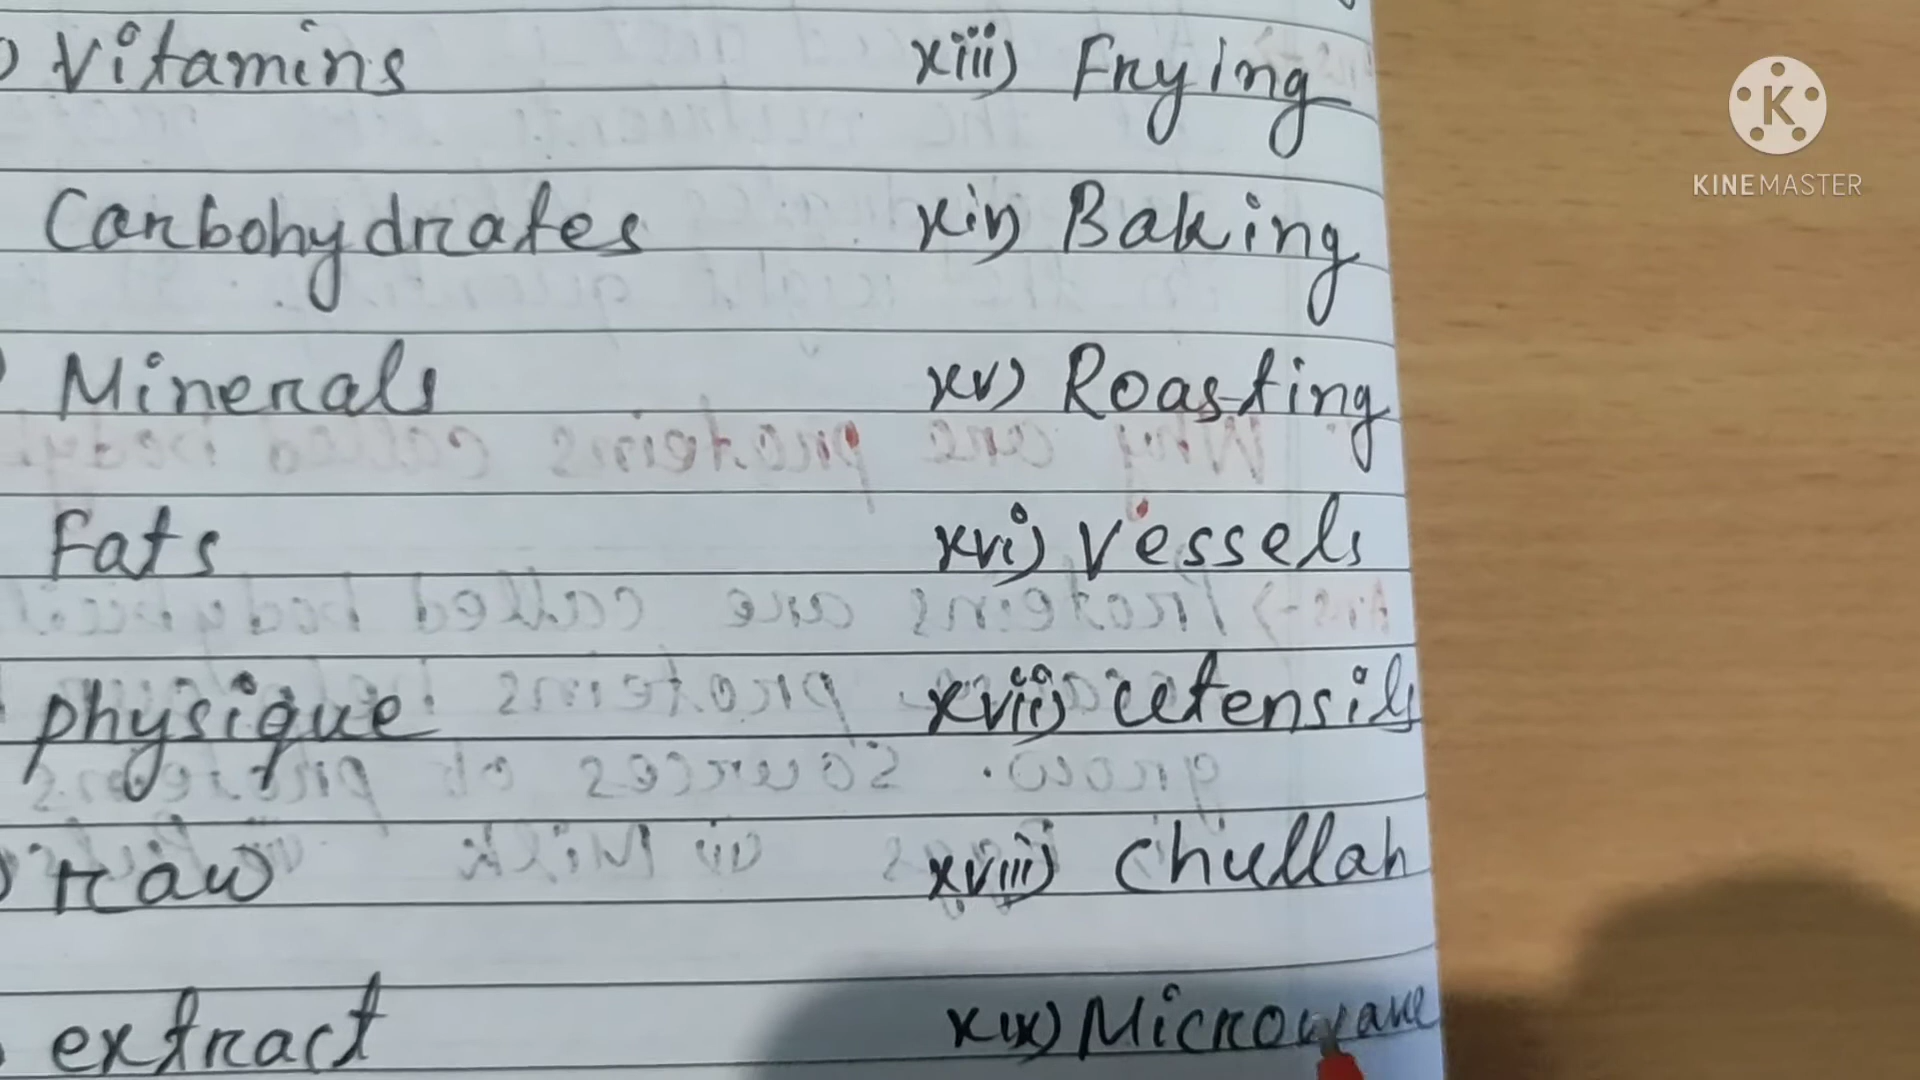 ) Vitamins
Carbohydrates
) Minerals
Fats
physique
) raw
extract
xiii) Frying
xiv) Baking
xv) Roasting
xvi) Vessels
xvii) utensils
xviii) chullah
xix) Microwave
KINEMASTER